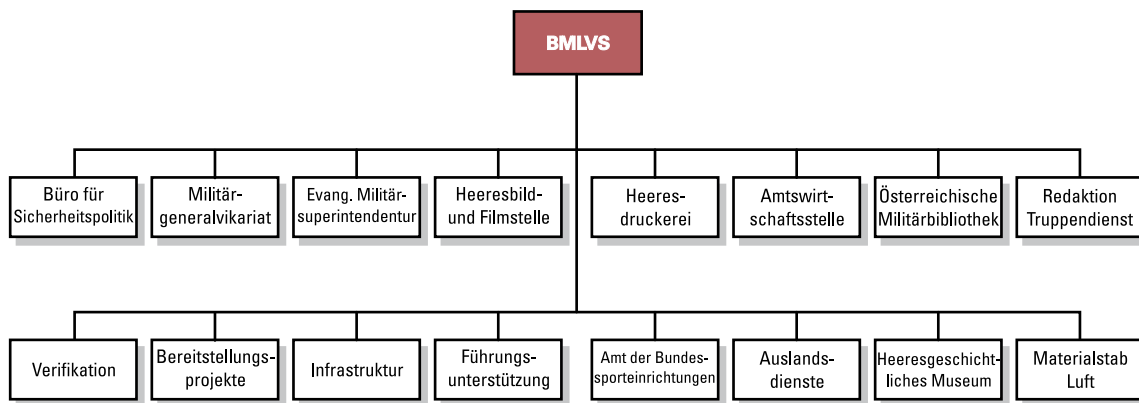 BMLVS
Büro für
Sicherheitspolitik
Militär-
generalvikariat
Evang. Militär-
superintendentur
Heeresbild-
und Filmstelle
Heeres-
druckerei
Amtswirt-
schaftsstelle
Österreichische
Militärbibliothek
Redaktion
Truppendienst
Verifikation
Bereitstellungs-
projekte
Infrastruktur
Führungs-
unterstützung
Amt der Bundes-
sporteinrichtungen
Auslands-
dienste
Heeresgeschicht-
liches Museum
Materialstab
Luft